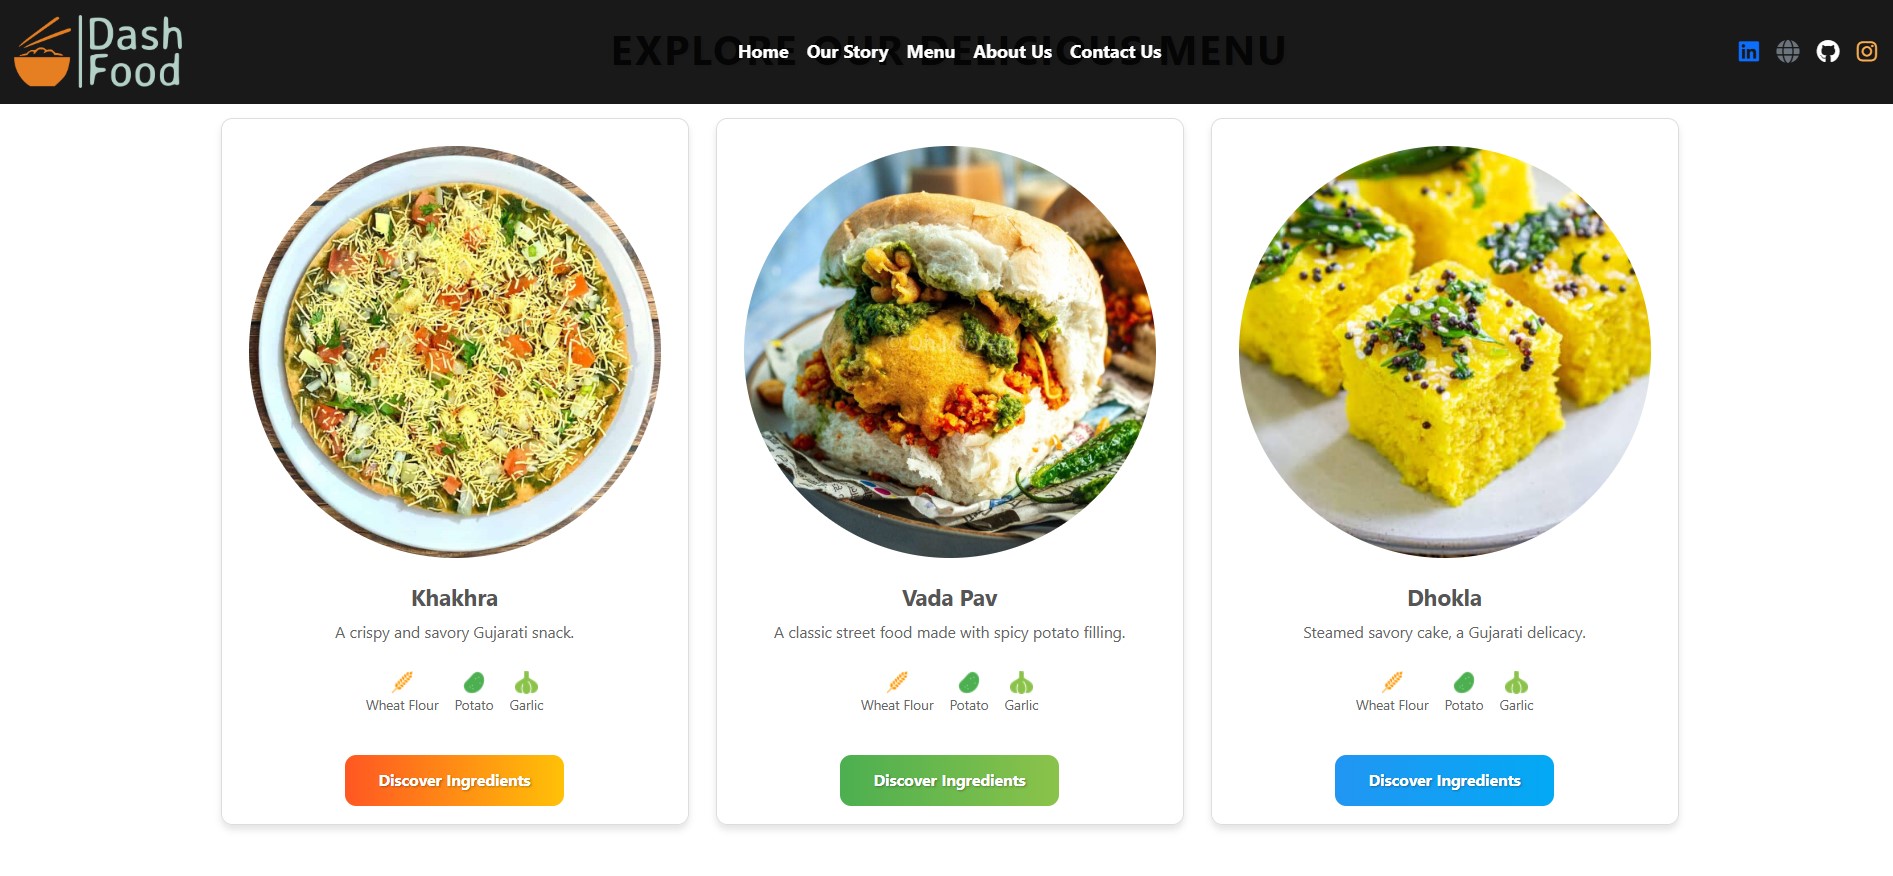 Dash
Food
EXPLORE OUR DELICIOUS MENU
Home Our Story Menu About Us Contact Us
Khakhra
A crispy and savory Gujarati snack.
Wheat Flour Potato Garlic
Discover Ingredients
Vada Pav
A classic street food made with spicy potato filling.
Wheat Flour Potato Garlic
Discover Ingredients
Dhokla
Steamed savory cake, a Gujarati delicacy.
Wheat Flour Potato Garlic
Discover Ingredients